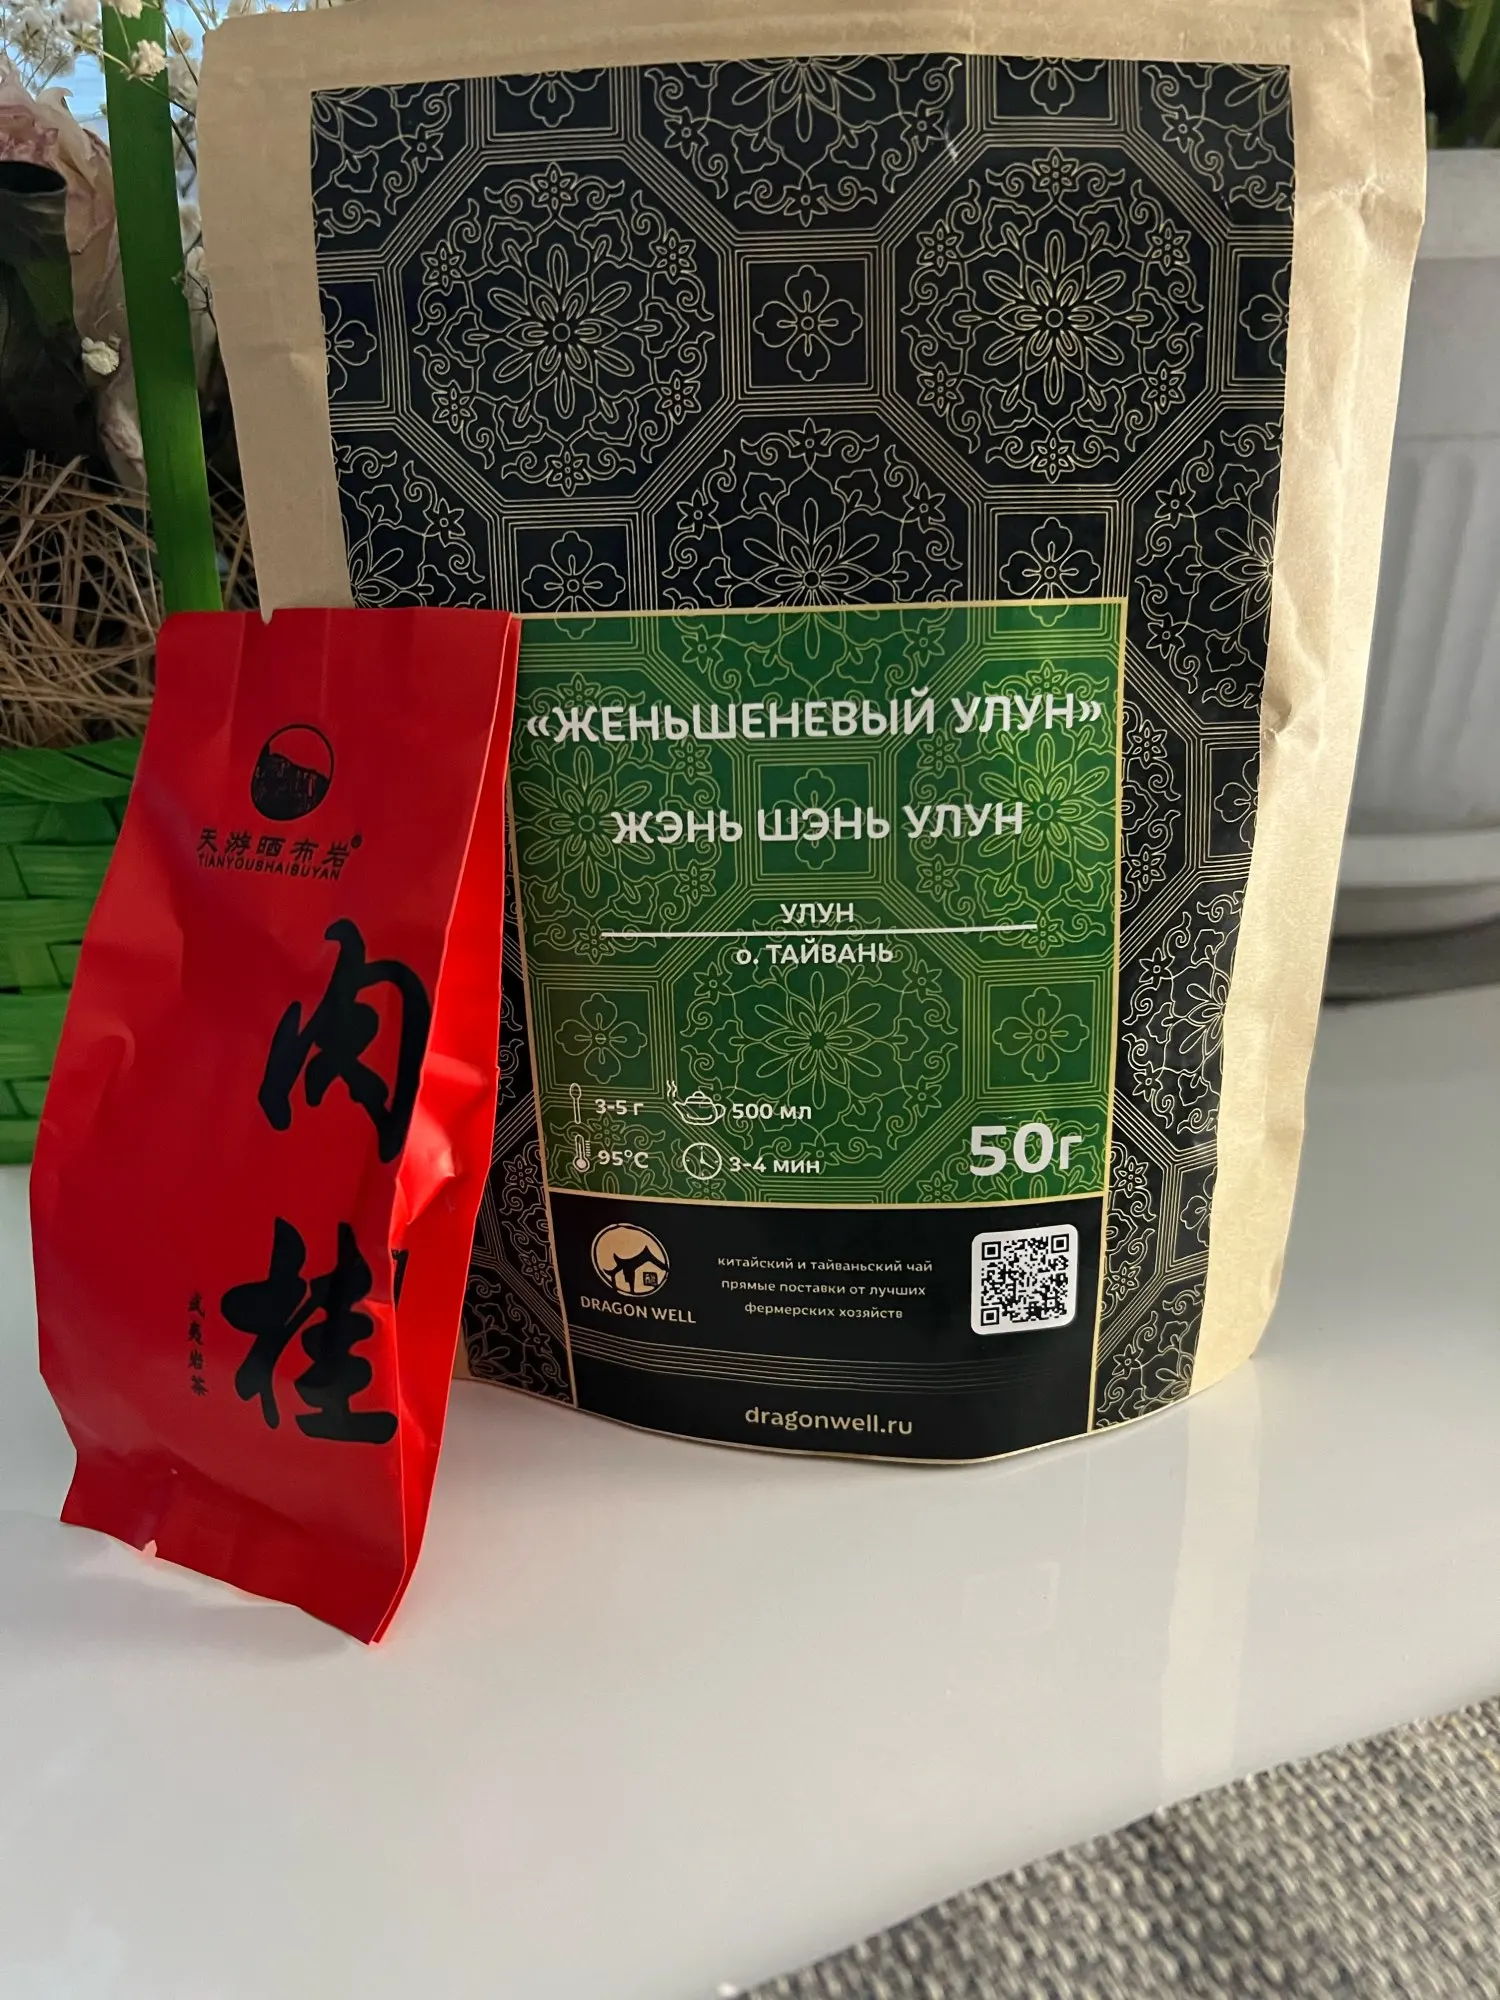 天游晒布岩®
TIANYOUSHAIBUYAN
肉桂
武夷岩茶
«ЖЕНЬШЕНЕВЫЙ УЛУН»
ЖЭНЬ ШЭНЬ УЛУН
УЛУН
о. ТАЙВАНЬ
3-5 г
500 мл
95°C
3-4 мин
50г
DRAGON WELL
китайский и тайваньский чай
прямые поставки от лучших
фермерских хозяйств
dragonwell.ru